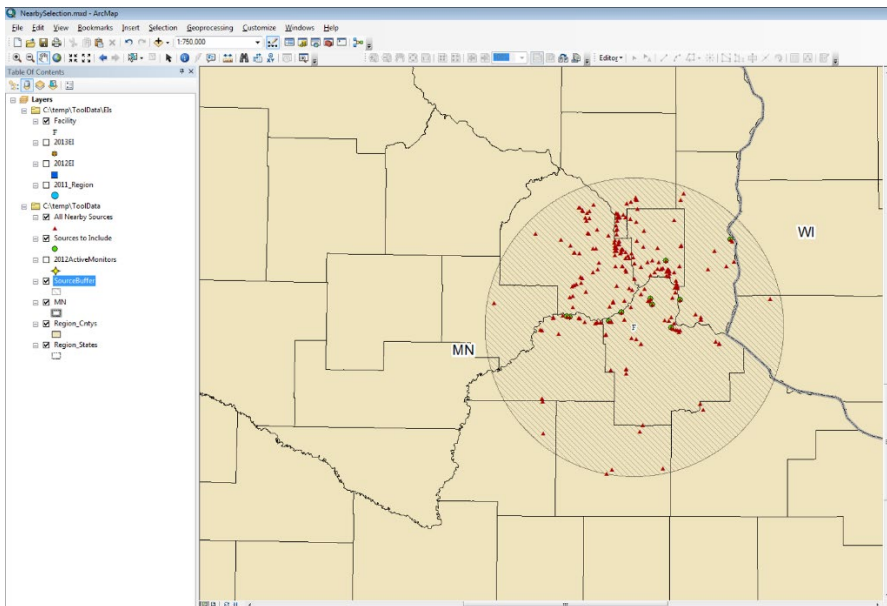 NearbySelection.mxd - ArcMap
File Edit View Bookmarks Insert Selection Geoprocessing Customize Windows Help
1:750,000
Editor
Table Of Contents
Layers
C:\temp\ToolData\EIs
Facility
F
2013EI
2012EI
2011_Region
C:\temp\ToolData
All Nearby Sources
Sources to Include
2012ActiveMonitors
SourceBuffer
MN
Region_Cntys
Region_States
WI
F
MN